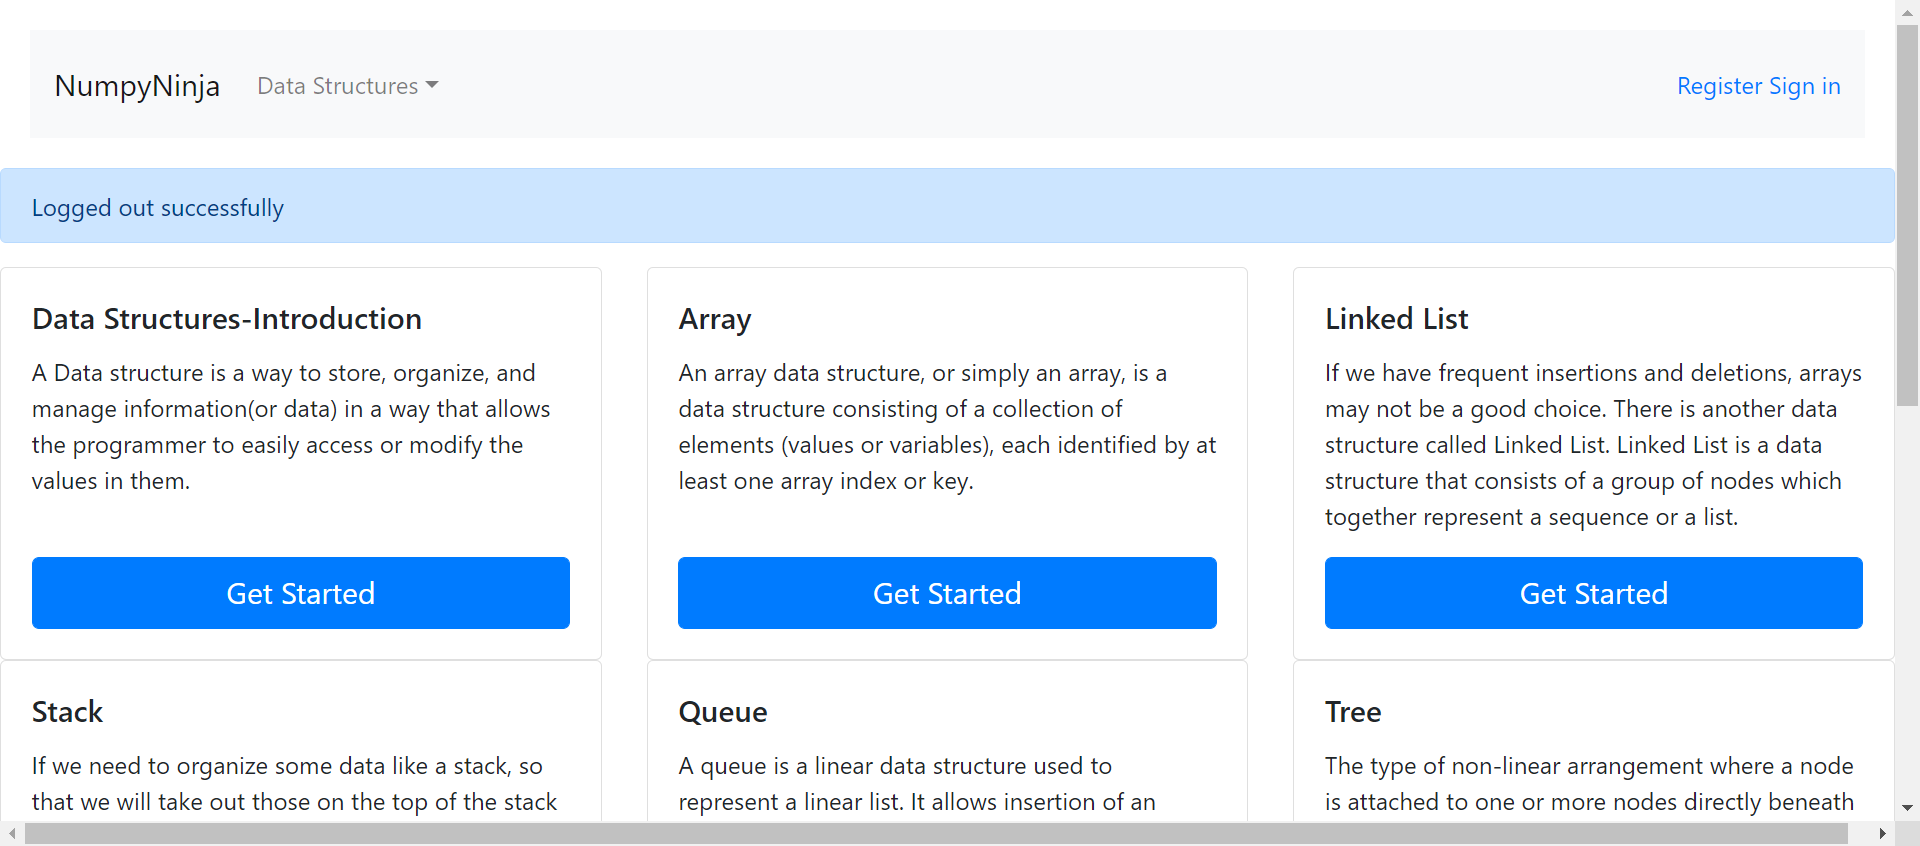 NumpyNinja
Data Structures
Register Sign in
Logged out successfully
Data Structures-Introduction
A Data structure is a way to store, organize, and
manage information(or data) in a way that allows
the programmer to easily access or modify the
values in them.
Get Started
Array
An array data structure, or simply an array, is a
data structure consisting of a collection of
elements (values or variables), each identified by at
least one array index or key.
Get Started
Linked List
If we have frequent insertions and deletions, arrays
may not be a good choice. There is another data
structure called Linked List. Linked List is a data
structure that consists of a group of nodes which
together represent a sequence or a list.
Get Started
Stack
If we need to organize some data like a stack, so
that we will take out those on the top of the stack
Queue
A queue is a linear data structure used to
represent a linear list. It allows insertion of an
Tree
The type of non-linear arrangement where a node
is attached to one or more nodes directly beneath